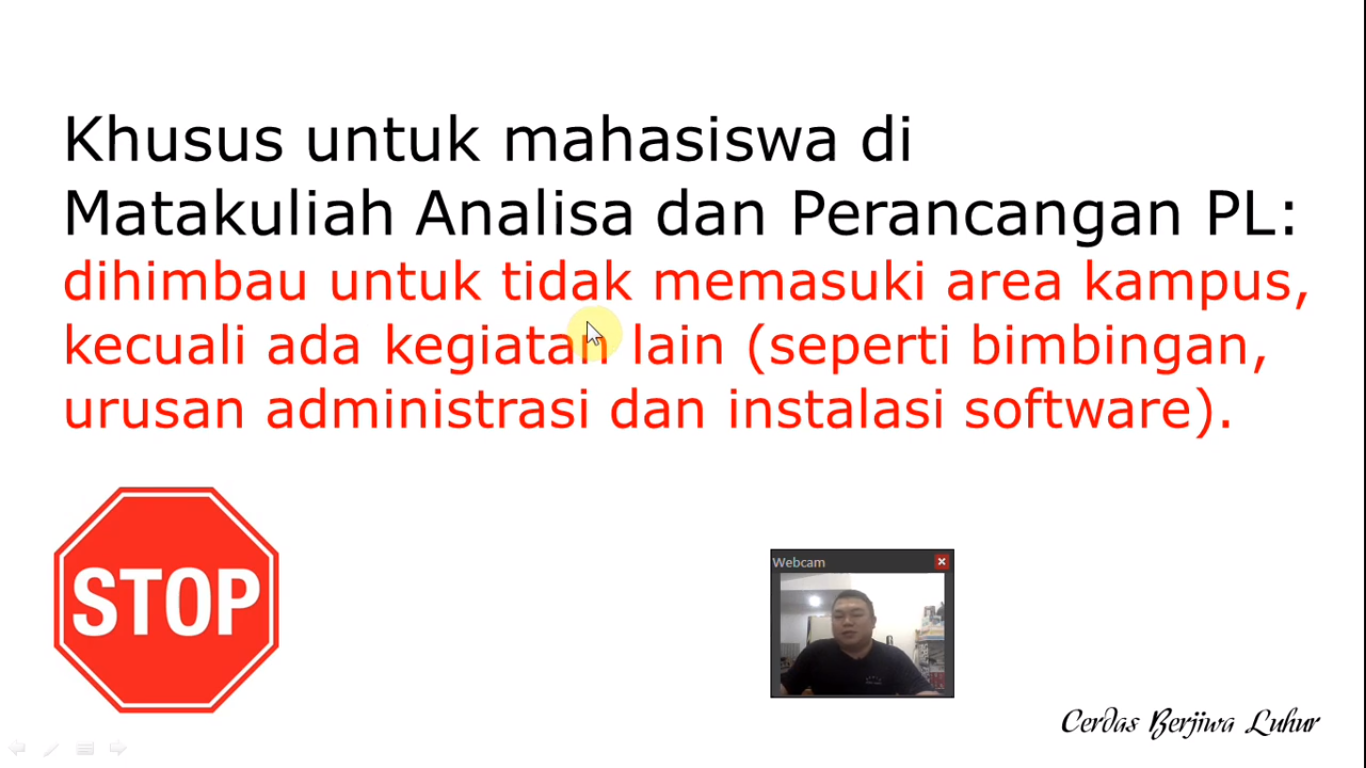 Khusus untuk mahasiswa di
Matakuliah Analisa dan Perancangan PL:
dihimbau untuk tidak memasuki area kampus,
kecuali ada kegiatan lain (seperti bimbingan,
urusan administrasi dan instalasi software).
STOP
Webcam
Cerdas Berjiwa Luhur